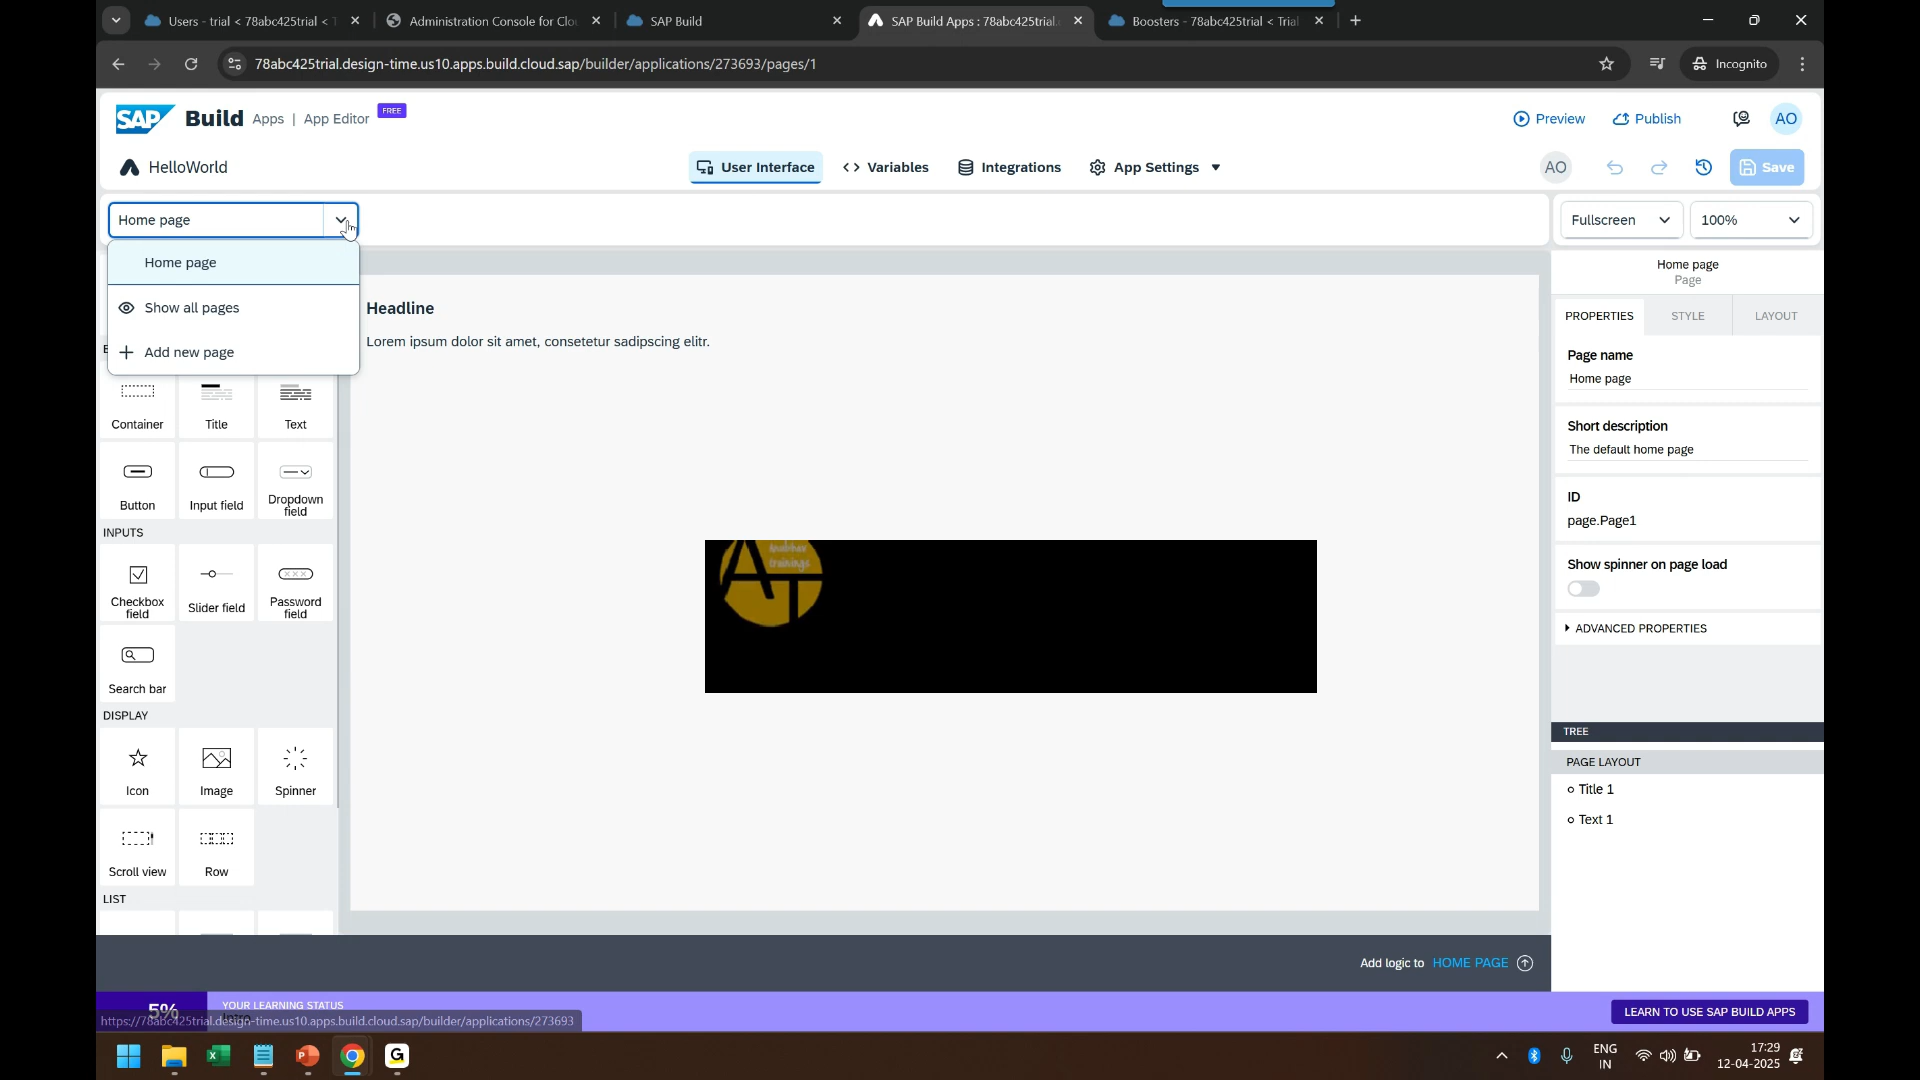 Users - trial < 78abc425trial <
Administration Console for Clo
SAP Build
SAP Build Apps : 78abc425trial.
Boosters - 78abc425trial < Trial
78abc425trial.design-time.us10.apps.build.cloud.sap/builder/applications/273693/pages/1
Incognito
SAP Build Apps | App Editor FREE
Preview
Publish
AO
HelloWorld
User Interface
Variables
Integrations
App Settings
AO
Save
Home page
Fullscreen
100%
Home page
Show all pages
Add new page
Headline
Lorem ipsum dolor sit amet, consetetur sadipscing elitr.
Container
Title
Text
Button
Input field
Dropdown
field
INPUTS
Checkbox
field
Slider field
Password
field
Search bar
DISPLAY
Icon
Image
Spinner
Scroll view
Row
LIST
trainings
Home page
Page
PROPERTIES
STYLE
LAYOUT
Page name
Home page
Short description
The default home page
ID
page.Page1
Show spinner on page load
ADVANCED PROPERTIES
TREE
PAGE LAYOUT
Title 1
Text 1
Add logic to HOME PAGE
5%
YOUR LEARNING STATUS
https://78abc425trial.design-time.us10.apps.build.cloud.sap/builder/applications/273693
LEARN TO USE SAP BUILD APPS
ENG
IN
17:29
12-04-2025